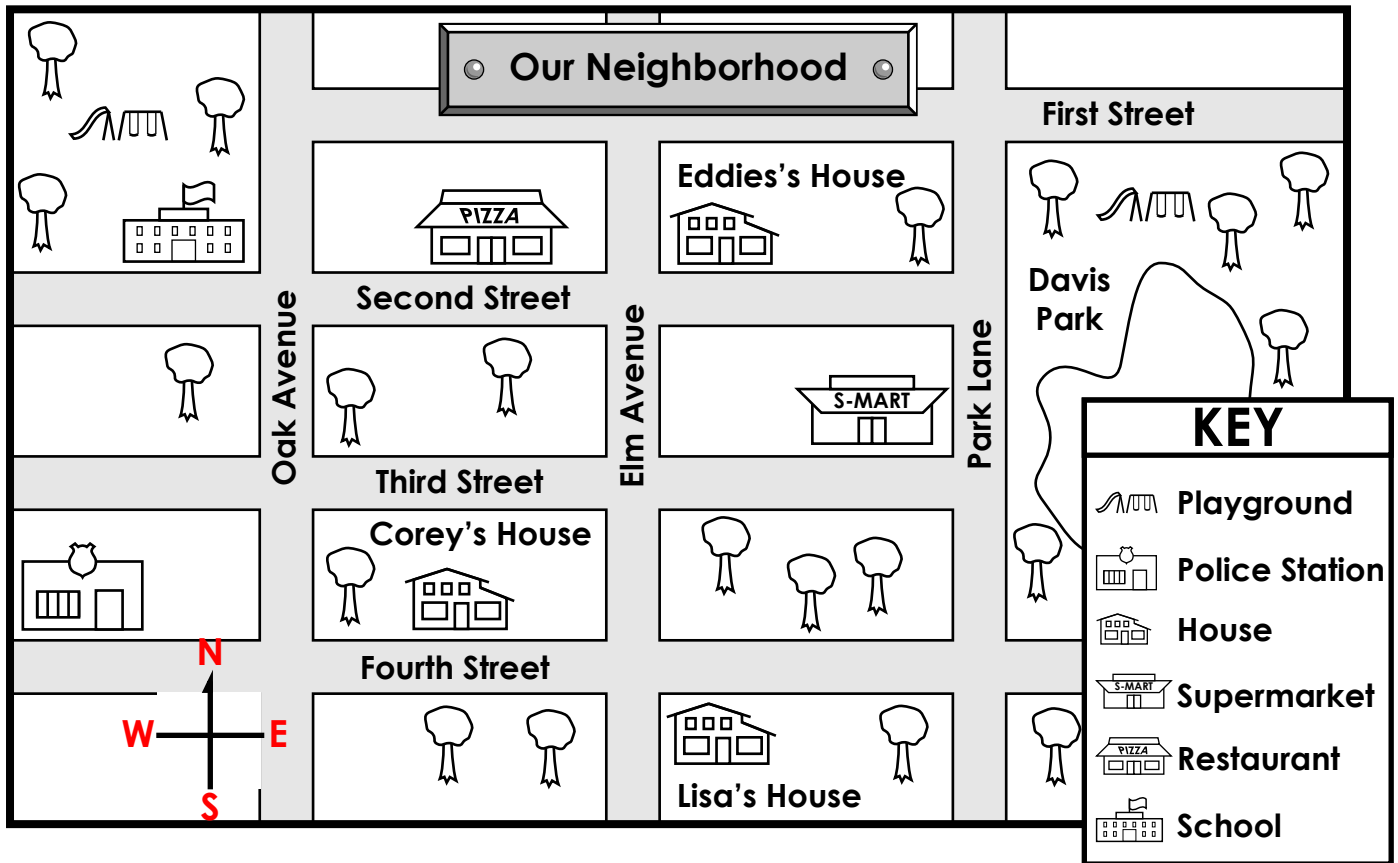 Our Neighborhood
First Street
Eddies's House
PIZZA
Second Street
Davis
Park
Oak Avenue
Elm Avenue
Park Lane
S-MART
Third Street
Corey's House
Fourth Street
Lisa's House
N
W
E
S
KEY
Playground
Police Station
House
S-MART
Supermarket
PIZZA
Restaurant
School